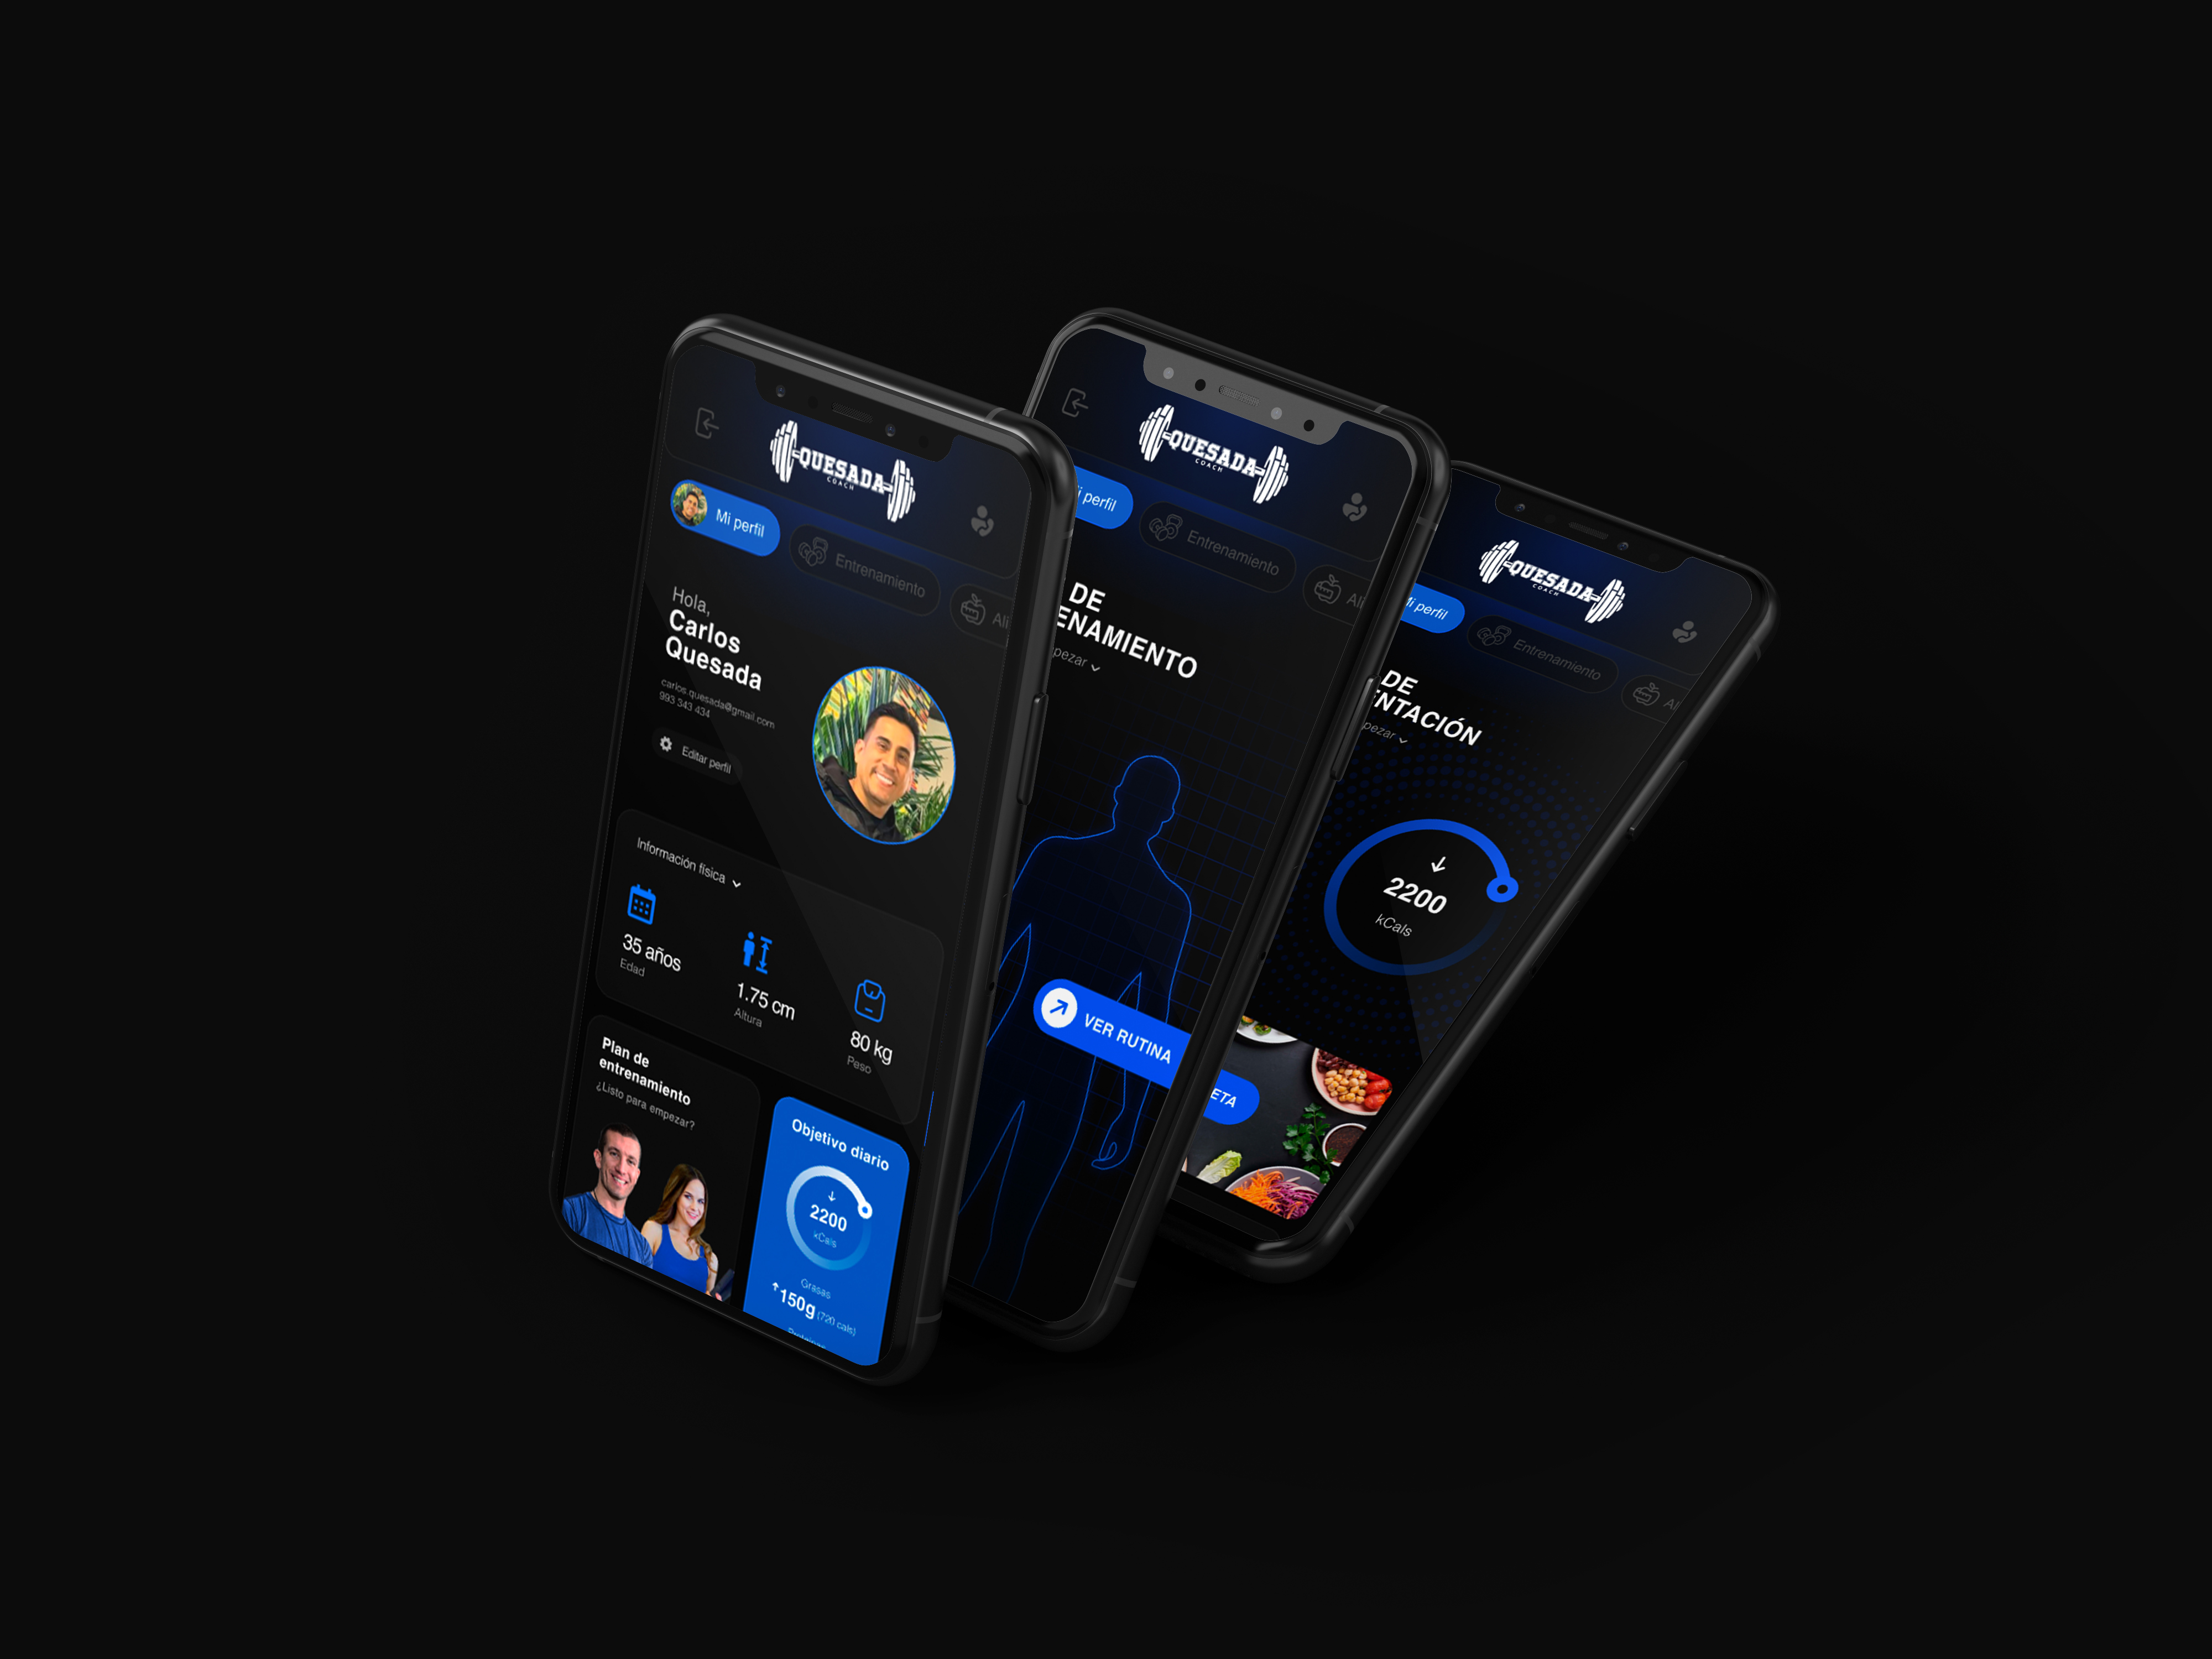 QUESADA
COACH
Mi perfil
Entrenamiento
Ali
Hola,
Carlos
Quesada
carlos.quesada@gmail.com
993 343 434
Editar perfil
Información física
35 años
Edad
1.75 cm
Altura
80 kg
Peso
Plan de
entrenamiento
¿Listo para empezar?
Objetivo diario
2200
kCals
Grasas
150g (720 cals)
QUESADA
COACH
i perfil
Entrenamiento
Ali
DE
ENAMIENTO
pezar
VER RUTINA
QUESADA
COACH
Mi perfil
Entrenamiento
Al
DE
NTACIÓN
pezar
2200
kCals
ETA